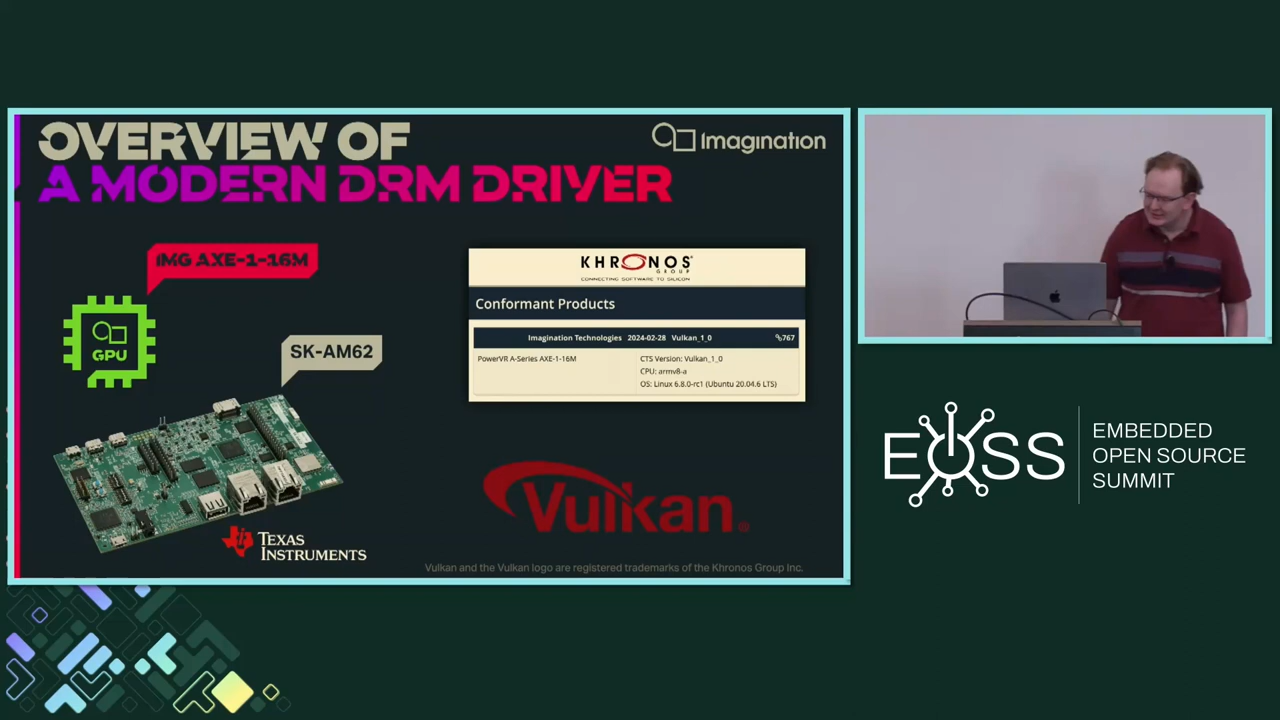 OVERVIEW OF
A MODERN DRM DRIVER
Imagination
IMG AXE-1-16M
GPU
SK-AM62
TEXAS
INSTRUMENTS
KHRONOS
GROUP
CONNECTING SOFTWARE TO SILICON
Conformant Products
Imagination Technologies 2024-02-28 Vulkan_1_0 767
PowerVR A-Series AXE-1-16M
CTS Version: Vulkan_1_0
CPU: armv8-a
OS: Linux 6.8.0-rc1 (Ubuntu 20.04.6 LTS)
Vulkan®
Vulkan and the Vulkan logo are registered trademarks of the Khronos Group Inc.
EOSS
EMBEDDED
OPEN SOURCE
SUMMIT